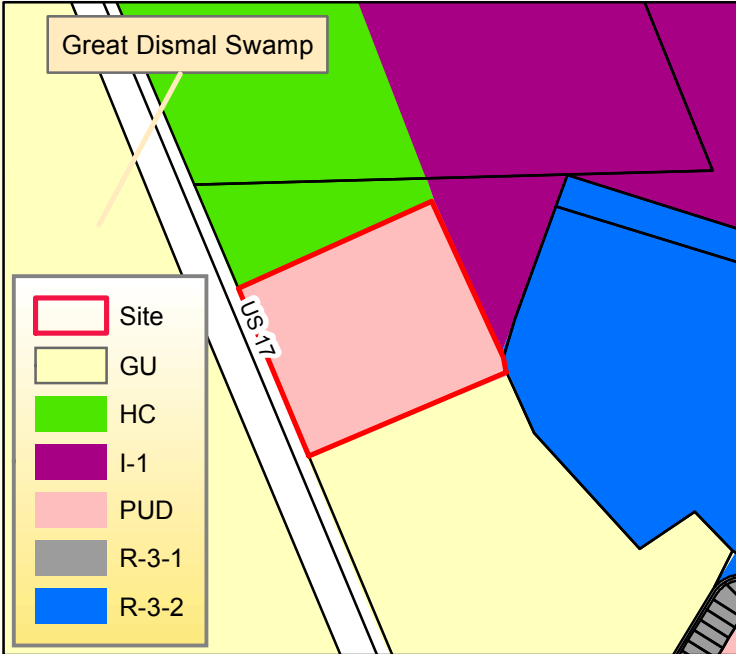 Great Dismal Swamp
US 17
Site
GU
HC
I-1
PUD
R-3-1
R-3-2